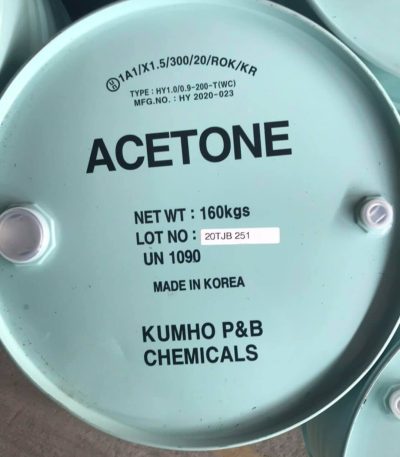 1A1/X1.5/300/20/ROK/KR
TYPE : HY1.0/0.9-200-T(WC)
MFG.NO. : HY 2020-023
ACETONE
NET WT : 160kgs
LOT NO : 20TJB 251
UN 1090
MADE IN KOREA
KUMHO P&B
CHEMICALS